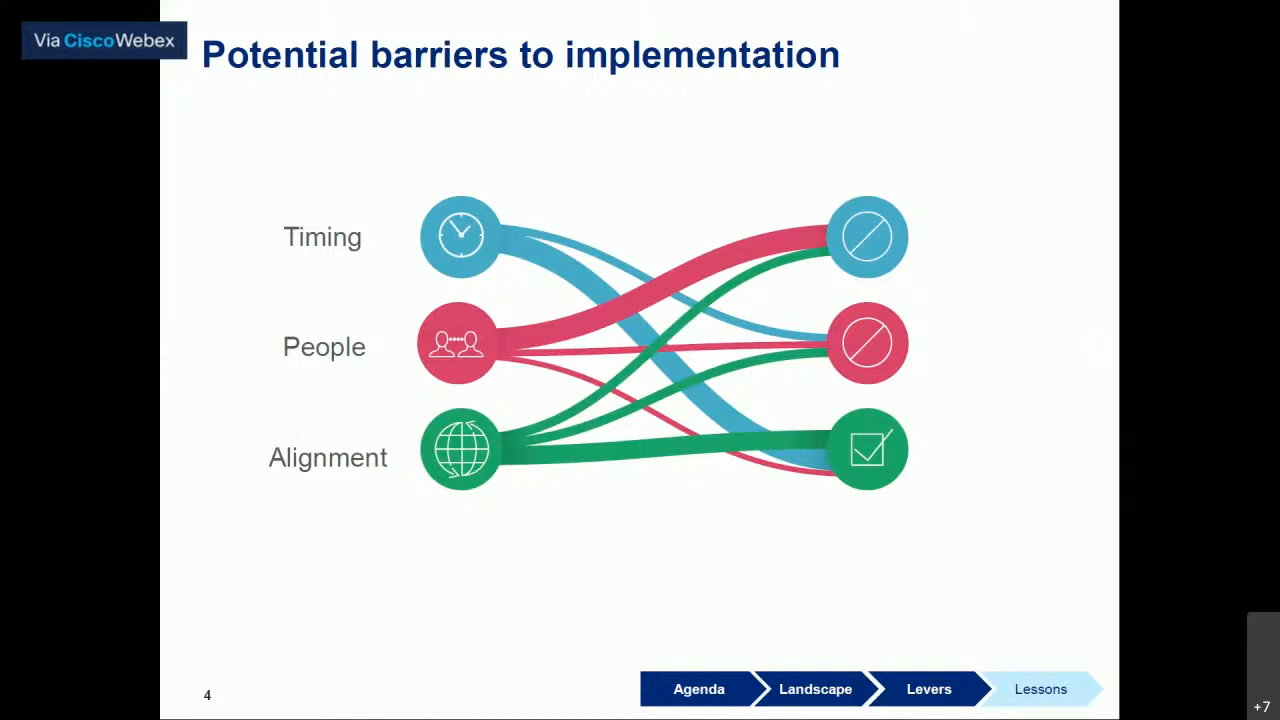 Via CiscoWebex
Potential barriers to implementation
Timing
People
Alignment
4
Agenda
Landscape
Levers
Lessons
+7